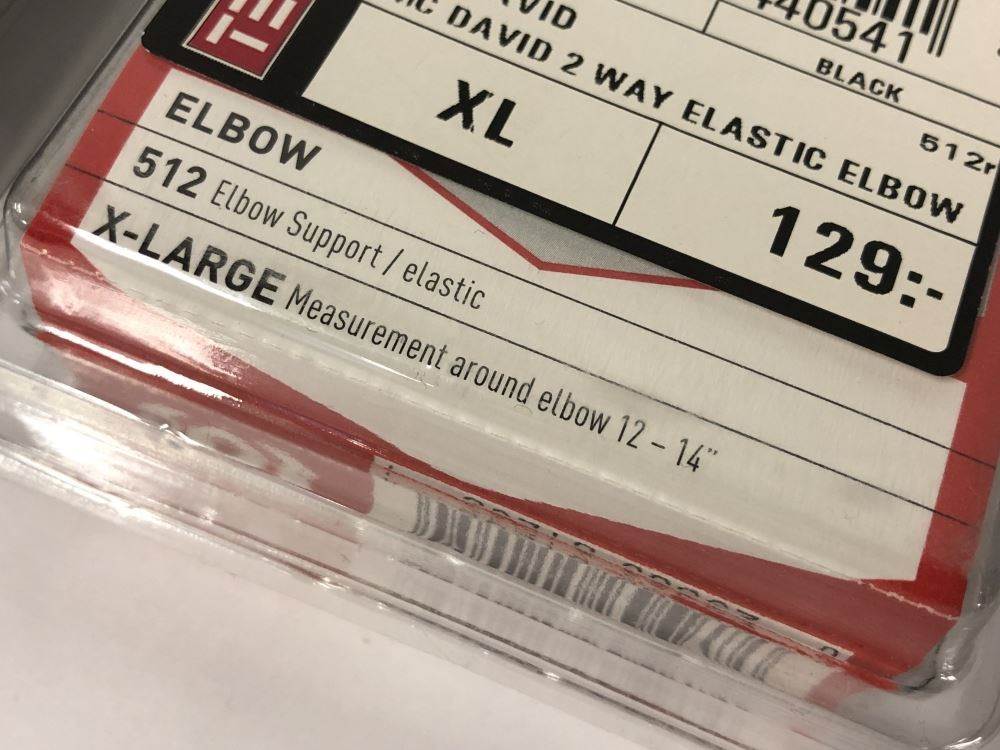 TE
BLACK
DAVID 2 WAY ELASTIC ELBOW
XL
129:-
ELBOW
512 Elbow Support / elastic
X-LARGE Measurement around elbow 12 – 14”